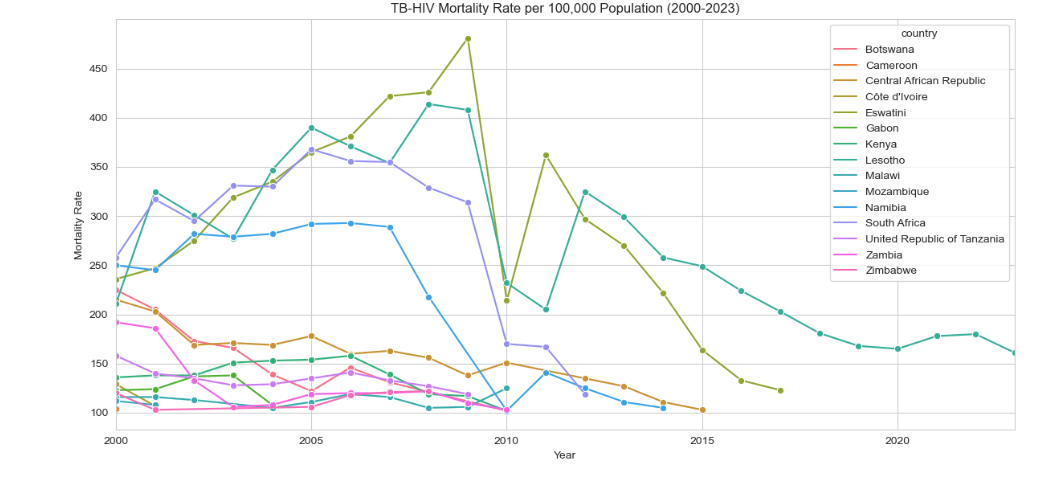 TB-HIV Mortality Rate per 100,000 Population (2000-2023)
country
Botswana
Cameroon
Central African Republic
Côte d'Ivoire
Eswatini
Gabon
Kenya
Lesotho
Malawi
Mozambique
Namibia
South Africa
United Republic of Tanzania
Zambia
Zimbabwe
450
400
350
300
250
200
150
100
Mortality Rate
2000
2005
2010
2015
2020
Year